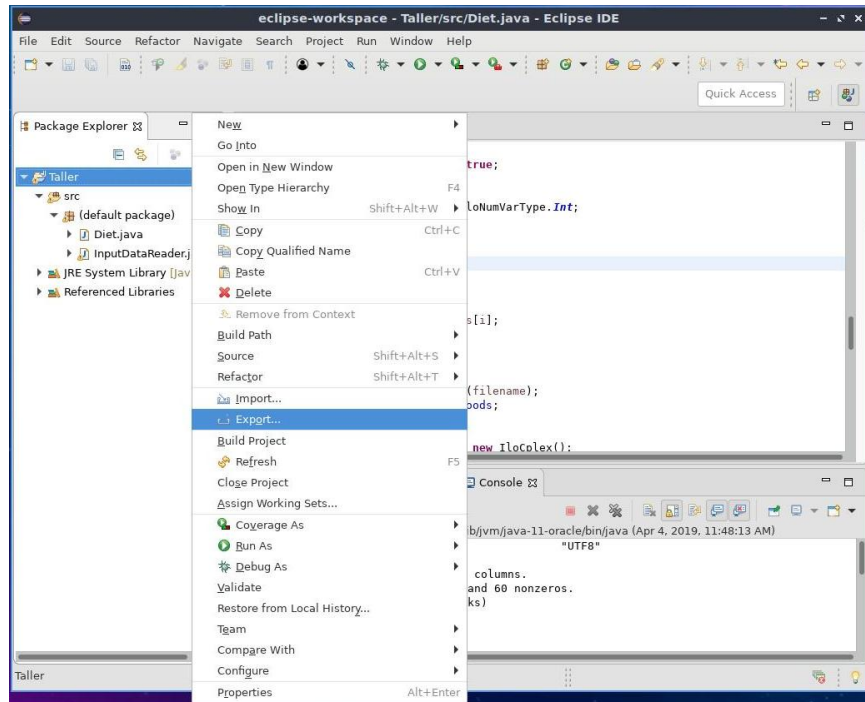 eclipse-workspace - Taller/src/Diet.java - Eclipse IDE
File Edit Source Refactor Navigate Search Project Run Window Help
Quick Access
Package Explorer
Taller
src
(default package)
Diet.java
InputDataReader.j
JRE System Library [Jav
Referenced Libraries
New
Go Into
Open in New Window
Open Type Hierarchy F4
Show In Shift+Alt+W
Copy Ctrl+C
Copy Qualified Name
Paste Ctrl+V
Delete
Remove from Context
Build Path
Source Shift+Alt+S
Refactor Shift+Alt+T
Import...
Export...
Build Project
Refresh F5
Close Project
Assign Working Sets...
Coverage As
Run As
Debug As
Validate
Restore from Local History...
Team
Compare With
Configure
Properties Alt+Enter
true;
loNumVarType.Int;
s[i];
(filename);
oods;
new IloCplex();
Console
ib/jvm/java-11-oracle/bin/java (Apr 4, 2019, 11:48:13 AM)
"UTF8"
columns.
and 60 nonzeros.
ks)
Taller